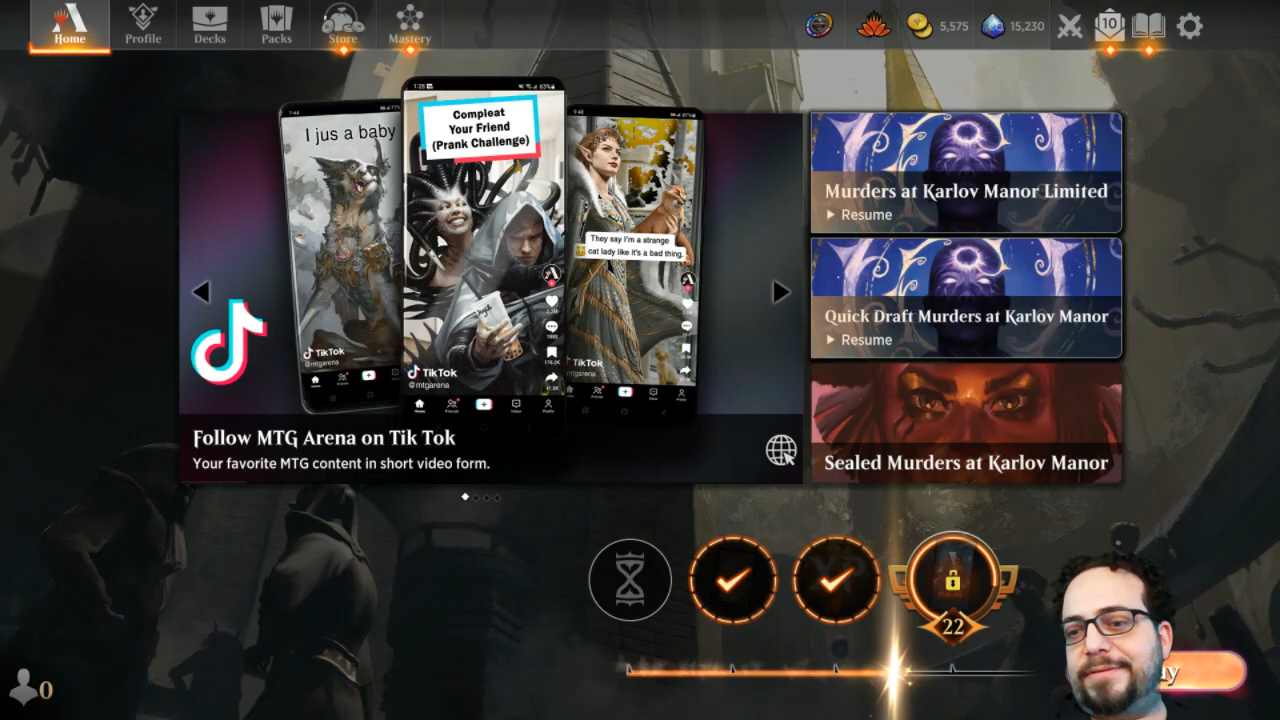 Home
Profile
Decks
Packs
Store
Mastery
5,575
15,230
10
I jus a baby
TikTok
@mtgarena
1:28
63%
Compleat
Your Friend
(Prank Challenge)
TikTok
@mtgarena
They say I'm a strange
cat lady like it's a bad thing.
TikTok
Follow MTG Arena on Tik Tok
Your favorite MTG content in short video form.
Murders at Karlov Manor Limited
Resume
Quick Draft Murders at Karlov Manor
Resume
Sealed Murders at Karlov Manor
22
0